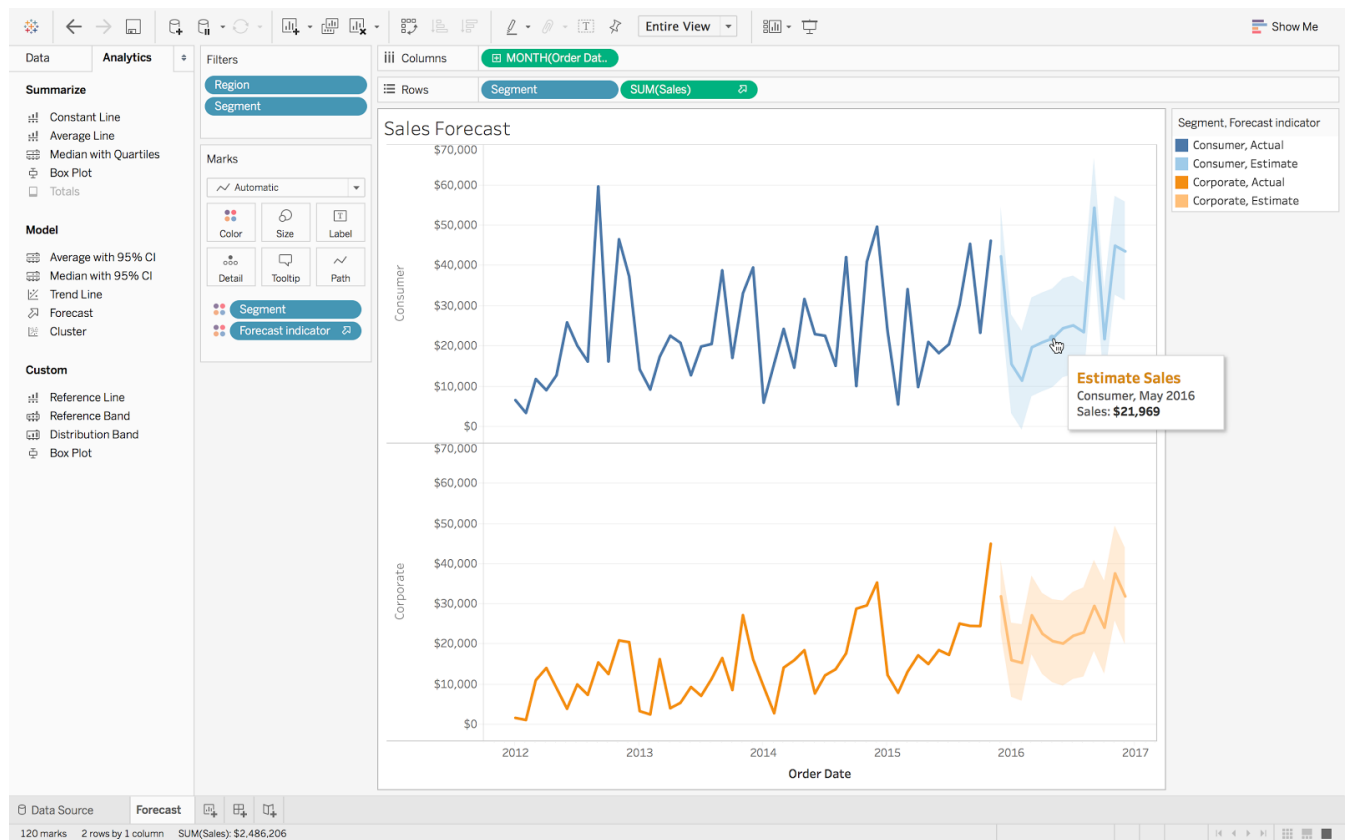 Entire View
Show Me
Data
Analytics
Summarize
Constant Line
Average Line
Median with Quartiles
Box Plot
Totals
Model
Average with 95% CI
Median with 95% CI
Trend Line
Forecast
Cluster
Custom
Reference Line
Reference Band
Distribution Band
Box Plot
Filters
Region
Segment
Marks
Automatic
Color
Size
T
Label
Detail
Tooltip
Path
Segment
Forecast indicator
iii Columns
MONTH(Order Dat..
Rows
Segment
SUM(Sales)
Sales Forecast
Consumer
$70,000
$60,000
$50,000
$40,000
$30,000
$20,000
$10,000
$0
Corporate
$70,000
$60,000
$50,000
$40,000
$30,000
$20,000
$10,000
$0
2012
2013
2014
2015
2016
2017
Order Date
Estimate Sales
Consumer, May 2016
Sales: $21,969
Segment, Forecast indicator
Consumer, Actual
Consumer, Estimate
Corporate, Actual
Corporate, Estimate
Data Source
Forecast
120 marks
2 rows by 1 column
SUM(Sales): $2,486,206